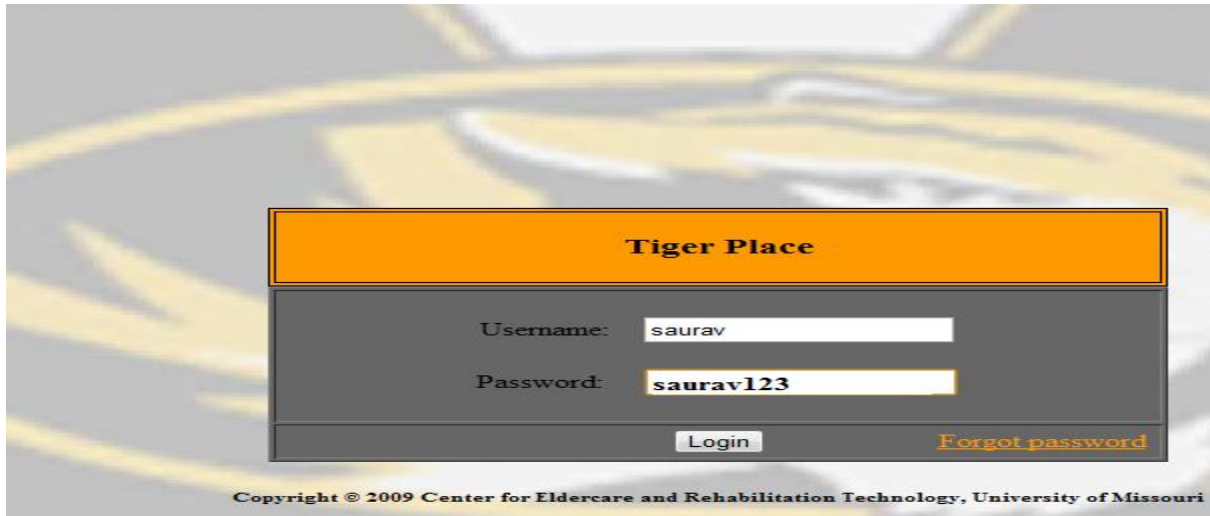 Tiger Place
Username: saurav
Password: saurav123
Login Forgot password
Copyright © 2009 Center for Eldercare and Rehabilitation Technology, University of Missouri